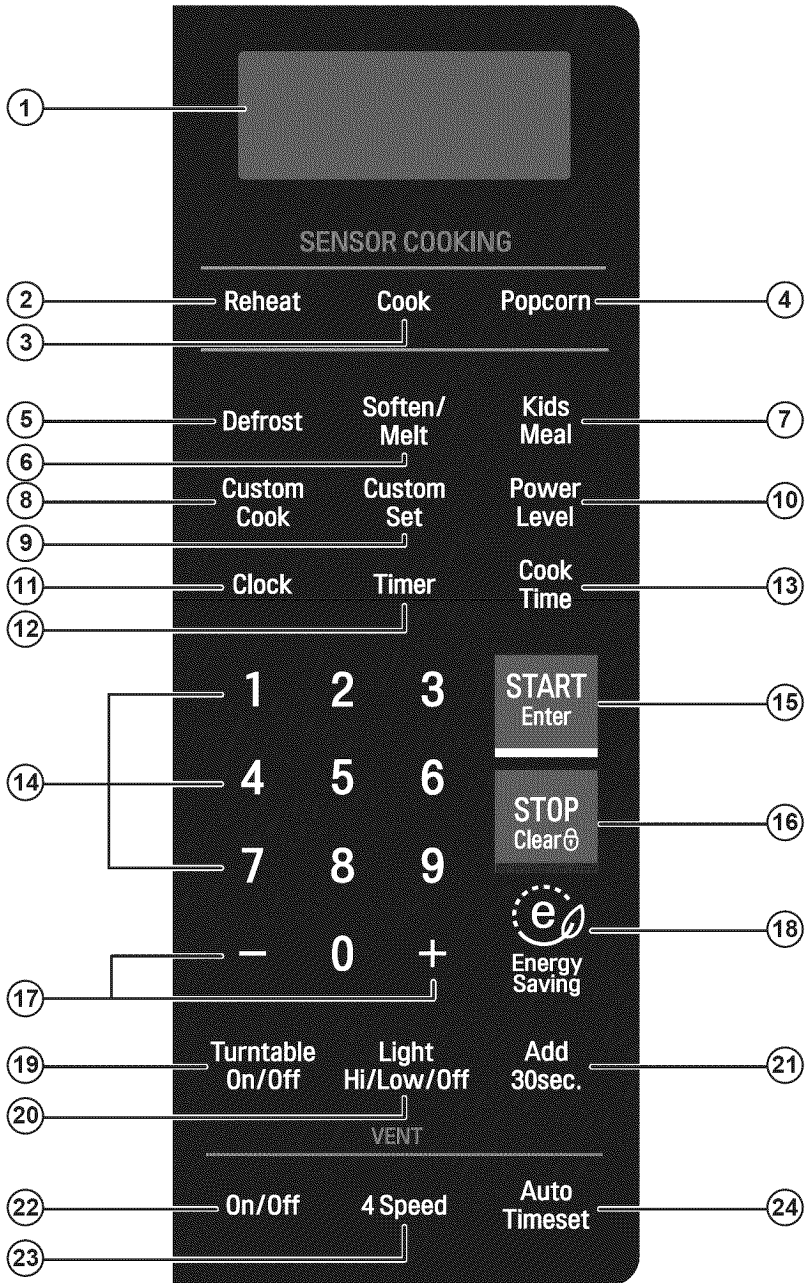 1
SENSOR COOKING
2 Reheat Cook Popcorn 4
3
5 Defrost Soften/ Melt Kids Meal 7
6
8 Custom Cook Custom Set Power Level 10
9
11 Clock Timer Cook Time 13
12
1 2 3 START 15
Enter
14 4 5 6 STOP 16
Clear
7 8 9
e 18
- 0 + Energy
Saving
17
19 Turntable On/Off Light Hi/Low/Off Add 30sec. 21
20
VENT
22 On/Off 4 Speed Auto Timeset 24
23